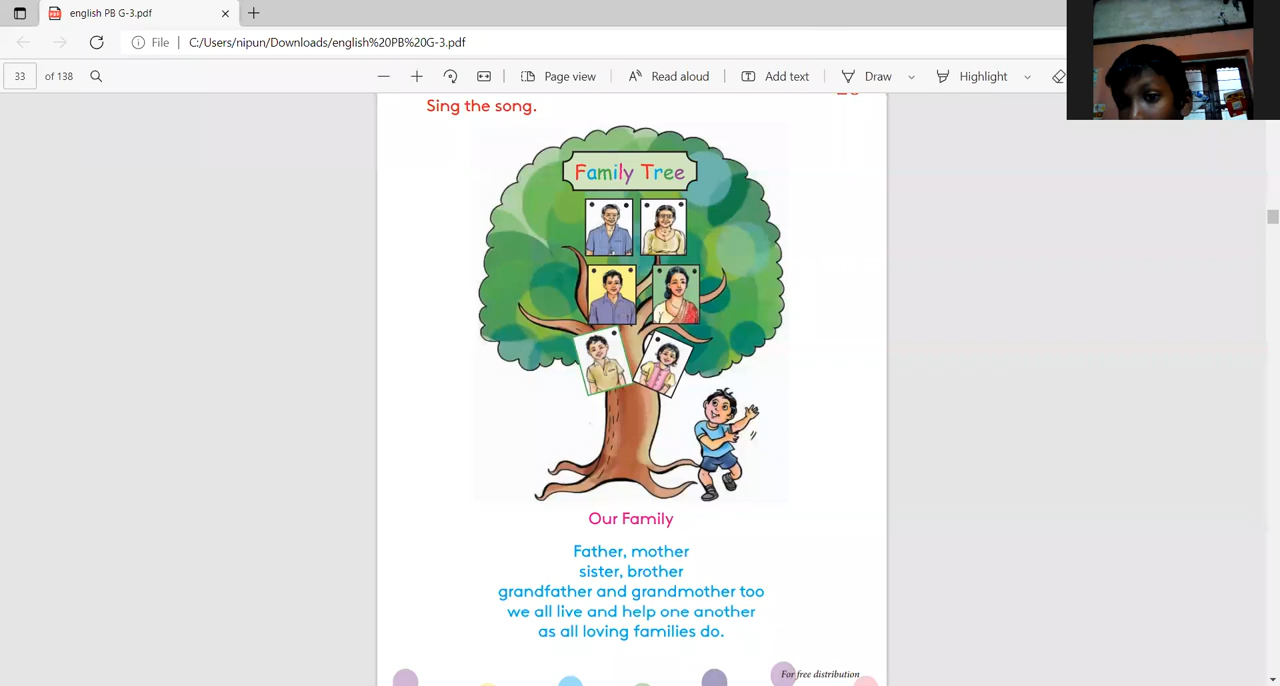 english PB G-3.pdf
File | C:/Users/nipun/Downloads/english%20PB%20G-3.pdf
33 of 138 Page view Read aloud Add text Draw Highlight
Sing the song.
Family Tree
Our Family
Father, mother
sister, brother
grandfather and grandmother too
we all live and help one another
as all loving families do.
For free distribution